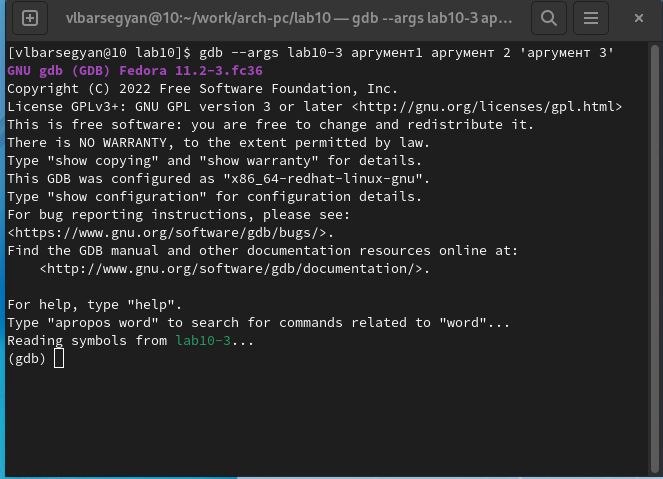 vlbarsegyan@10:~/work/arch-pc/lab10 — gdb --args lab10-3 ар...
[vlbarsegyan@10 lab10]$ gdb --args lab10-3 аргумент1 аргумент 2 'аргумент 3'
GNU gdb (GDB) Fedora 11.2-3.fc36
Copyright (C) 2022 Free Software Foundation, Inc.
License GPLv3+: GNU GPL version 3 or later <http://gnu.org/licenses/gpl.html>
This is free software: you are free to change and redistribute it.
There is NO WARRANTY, to the extent permitted by law.
Type "show copying" and "show warranty" for details.
This GDB was configured as "x86_64-redhat-linux-gnu".
Type "show configuration" for configuration details.
For bug reporting instructions, please see:
<https://www.gnu.org/software/gdb/bugs/>.
Find the GDB manual and other documentation resources online at:
    <http://www.gnu.org/software/gdb/documentation/>.
For help, type "help".
Type "apropos word" to search for commands related to "word"...
Reading symbols from lab10-3...
(gdb)